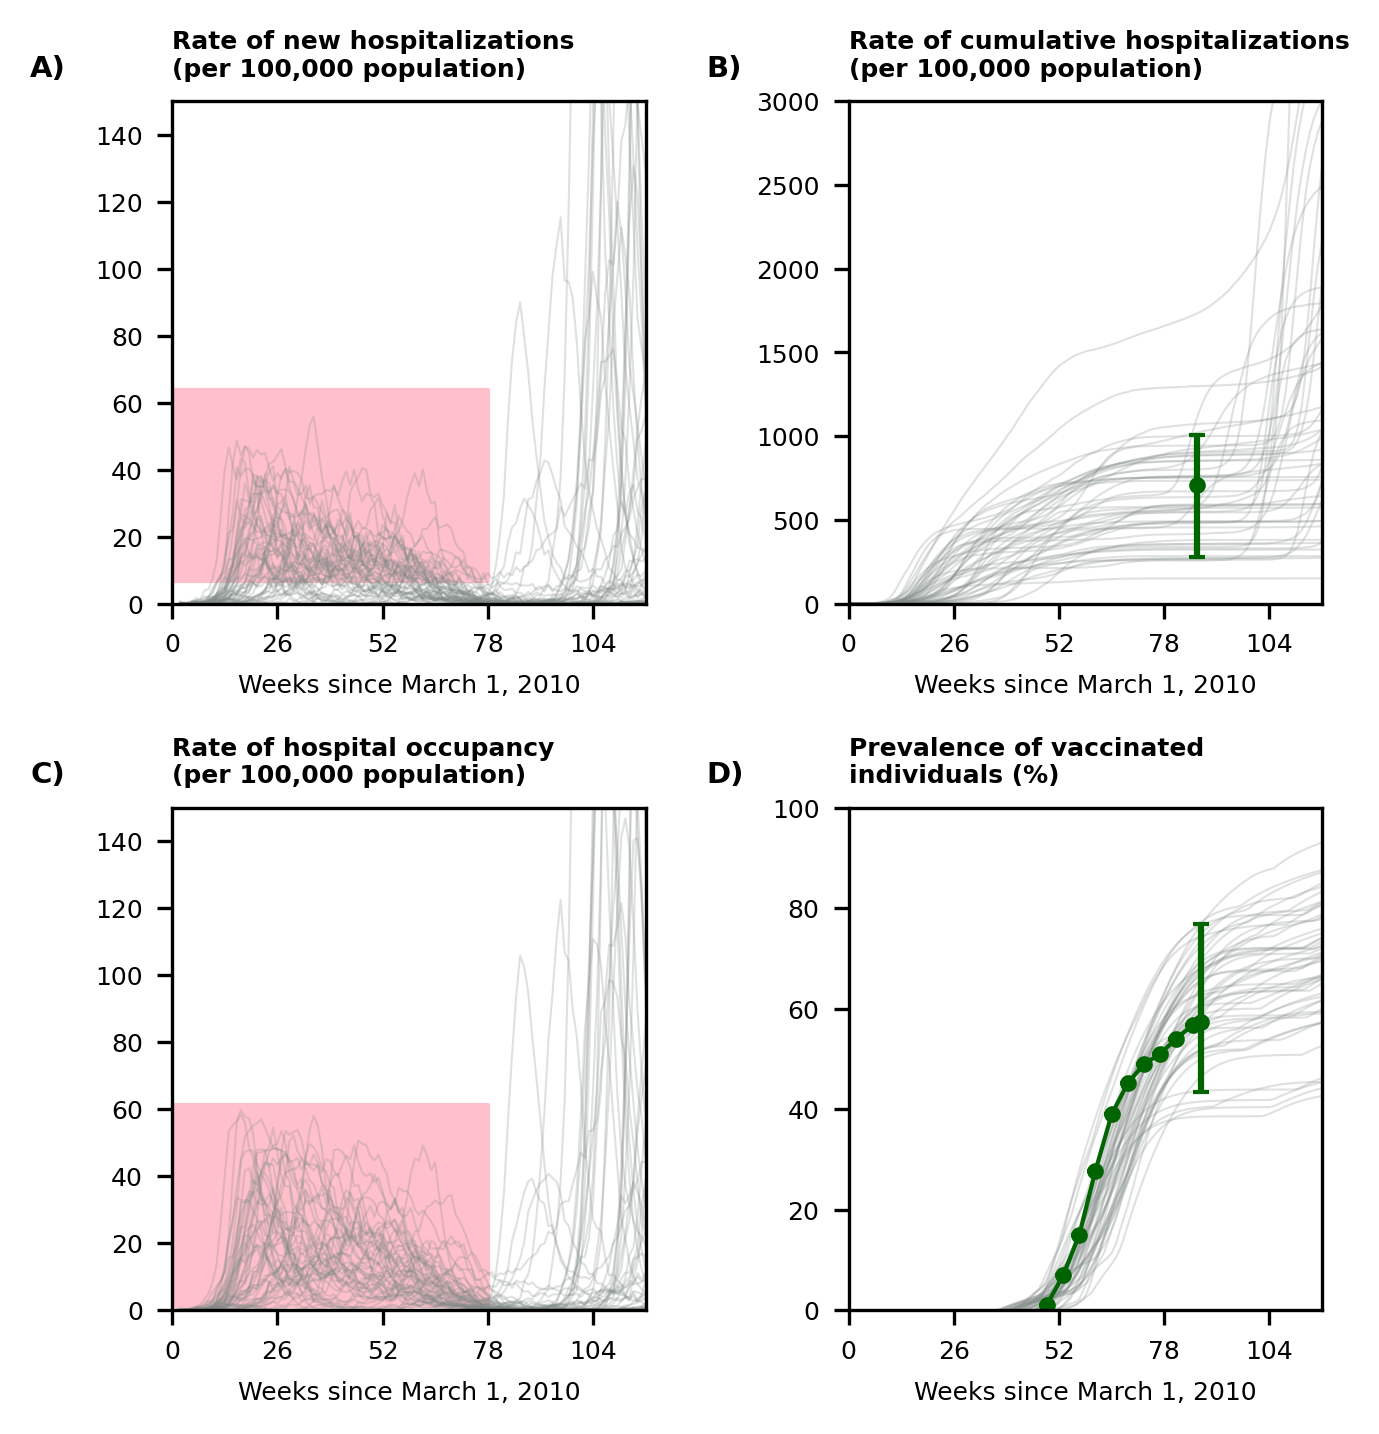 A)
Rate of new hospitalizations
(per 100,000 population)
140
120
100
80
60
40
20
0
0 26 52 78 104
Weeks since March 1, 2010
B)
Rate of cumulative hospitalizations
(per 100,000 population)
3000
2500
2000
1500
1000
500
0
0 26 52 78 104
Weeks since March 1, 2010
C)
Rate of hospital occupancy
(per 100,000 population)
140
120
100
80
60
40
20
0
0 26 52 78 104
Weeks since March 1, 2010
D)
Prevalence of vaccinated
individuals (%)
100
80
60
40
20
0
0 26 52 78 104
Weeks since March 1, 2010